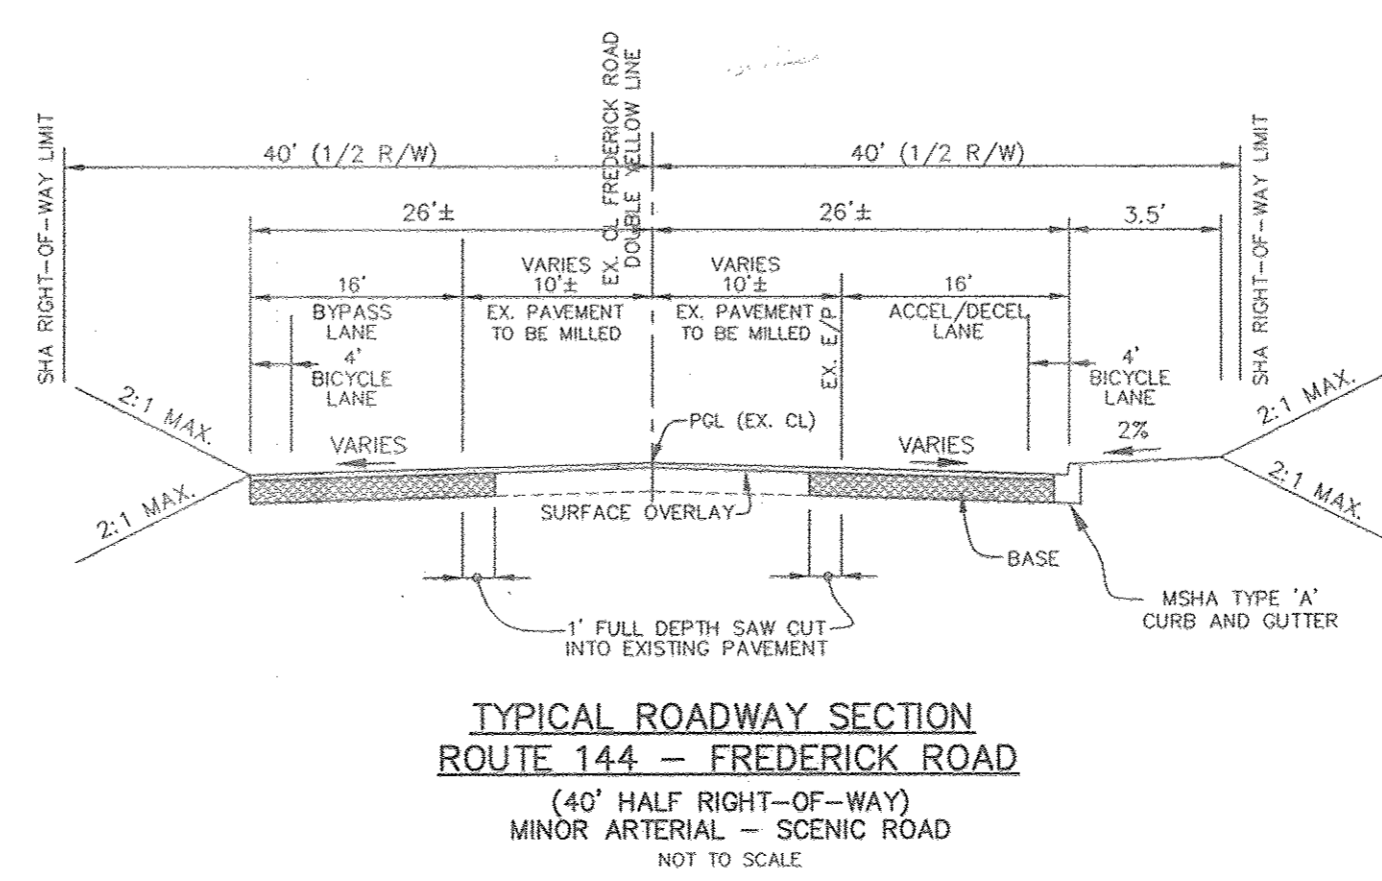 EX. CL FREDERICK ROAD
DOUBLE YELLOW LINE
SHA RIGHT-OF-WAY LIMIT
40' (1/2 R/W)
40' (1/2 R/W)
SHA RIGHT-OF-WAY LIMIT
26'±
26'±
3.5'
16'
BYPASS
LANE
VARIES
10'±
EX. PAVEMENT
TO BE MILLED
VARIES
10'±
EX. PAVEMENT
TO BE MILLED
EX. E/P
16'
ACCEL/DECEL
LANE
4'
BICYCLE
LANE
4'
BICYCLE
LANE
2:1 MAX.
2:1 MAX.
VARIES
PGL (EX. CL)
VARIES
2%
2:1 MAX.
2:1 MAX.
SURFACE OVERLAY
BASE
MSHA TYPE 'A'
CURB AND GUTTER
1' FULL DEPTH SAW CUT
INTO EXISTING PAVEMENT
TYPICAL ROADWAY SECTION
ROUTE 144 – FREDERICK ROAD
(40' HALF RIGHT-OF-WAY)
MINOR ARTERIAL – SCENIC ROAD
NOT TO SCALE